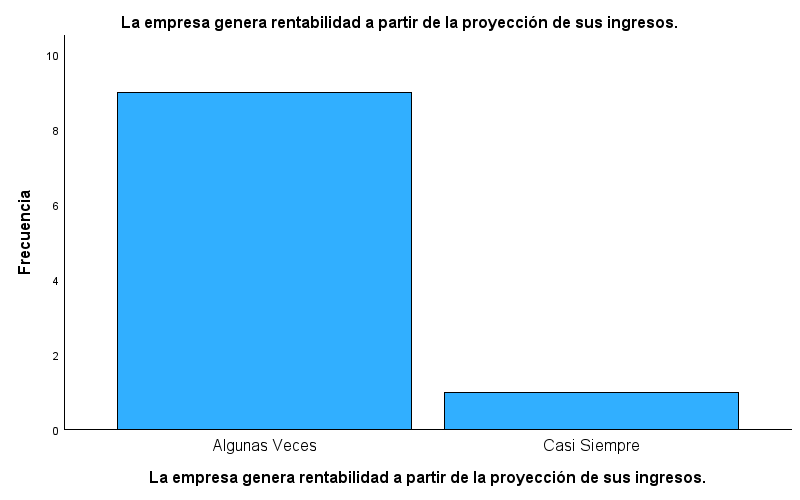 La empresa genera rentabilidad a partir de la proyección de sus ingresos.
10
8
6
4
2
0
Frecuencia
Algunas Veces
Casi Siempre
La empresa genera rentabilidad a partir de la proyección de sus ingresos.